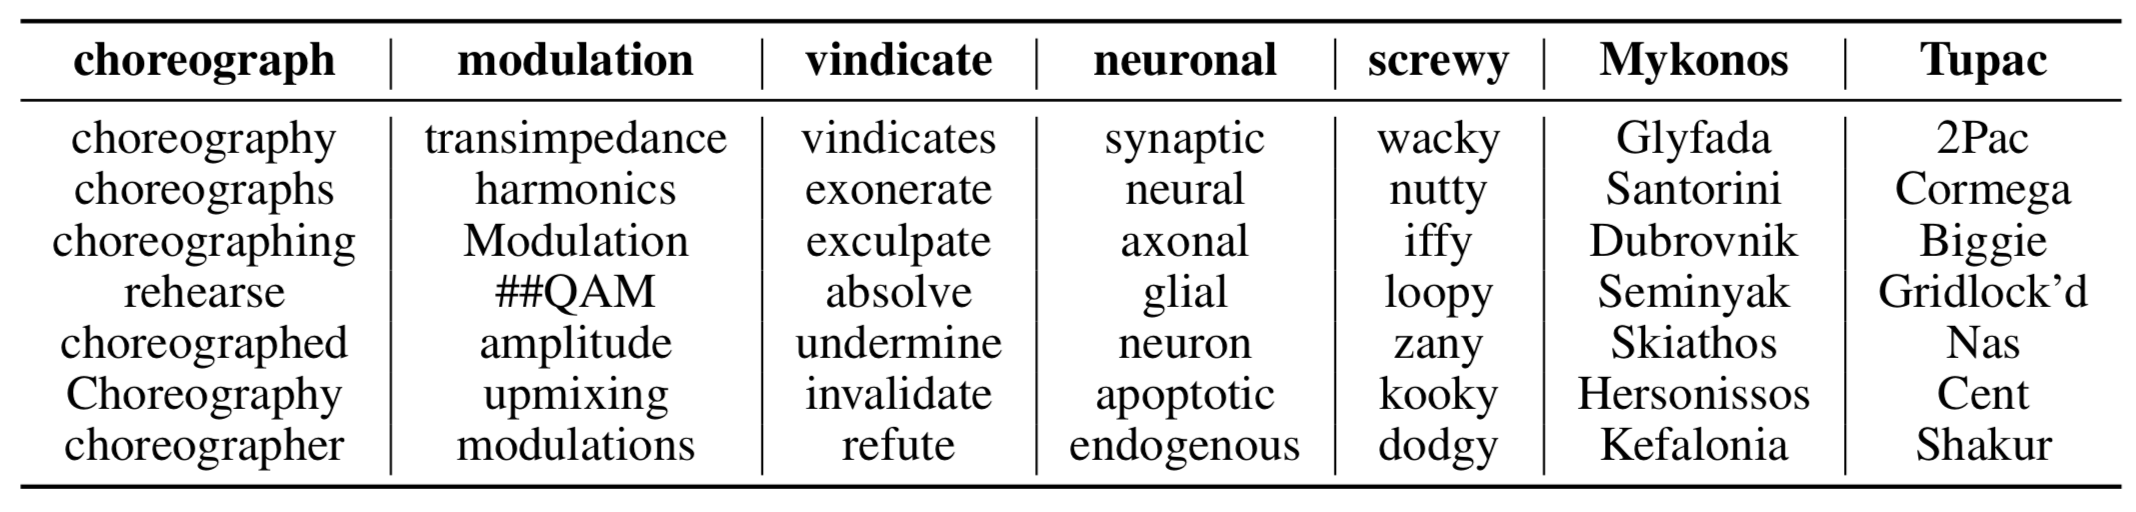 choreograph modulation vindicate neuronal screwy Mykonos Tupac
choreography transimpedance vindicates synaptic wacky Glyfada 2Pac
choreographs harmonics exonerate neural nutty Santorini Cormega
choreographing Modulation exculpate axonal iffy Dubrovnik Biggie
rehearse ##QAM absolve glial loopy Seminyak Gridlock’d
choreographed amplitude undermine neuron zany Skiathos Nas
Choreography upmixing invalidate apoptotic kooky Hersonissos Cent
choreographer modulations refute endogenous dodgy Kefalonia Shakur